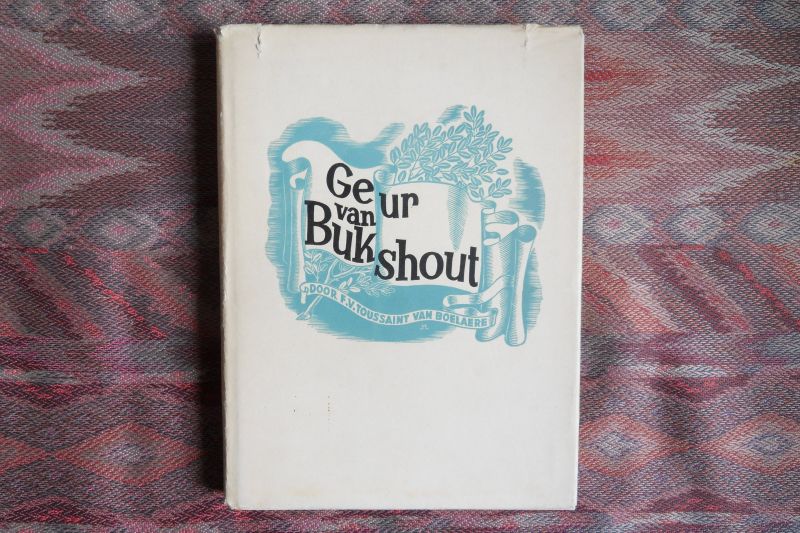 Geur
van
Bukshout
DOOR F.V. TOUSSAINT VAN BOELAERE